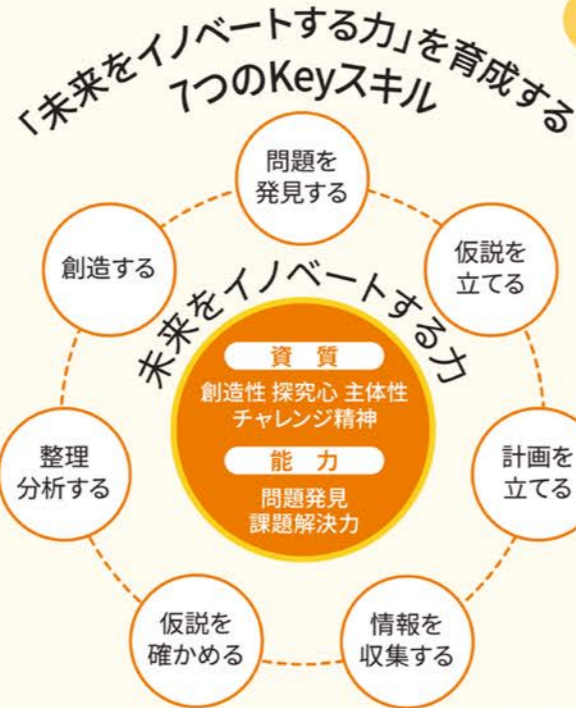 「未来をイノベートする力」を育成する
7つのKeyスキル
問題を
発見する
仮説を
立てる
計画を
立てる
情報を
収集する
仮説を
確かめる
整理
分析する
創造する
未来をイノベートする力
資 質
創造性 探究心 主体性
チャレンジ精神
能 力
問題発見
課題解決力